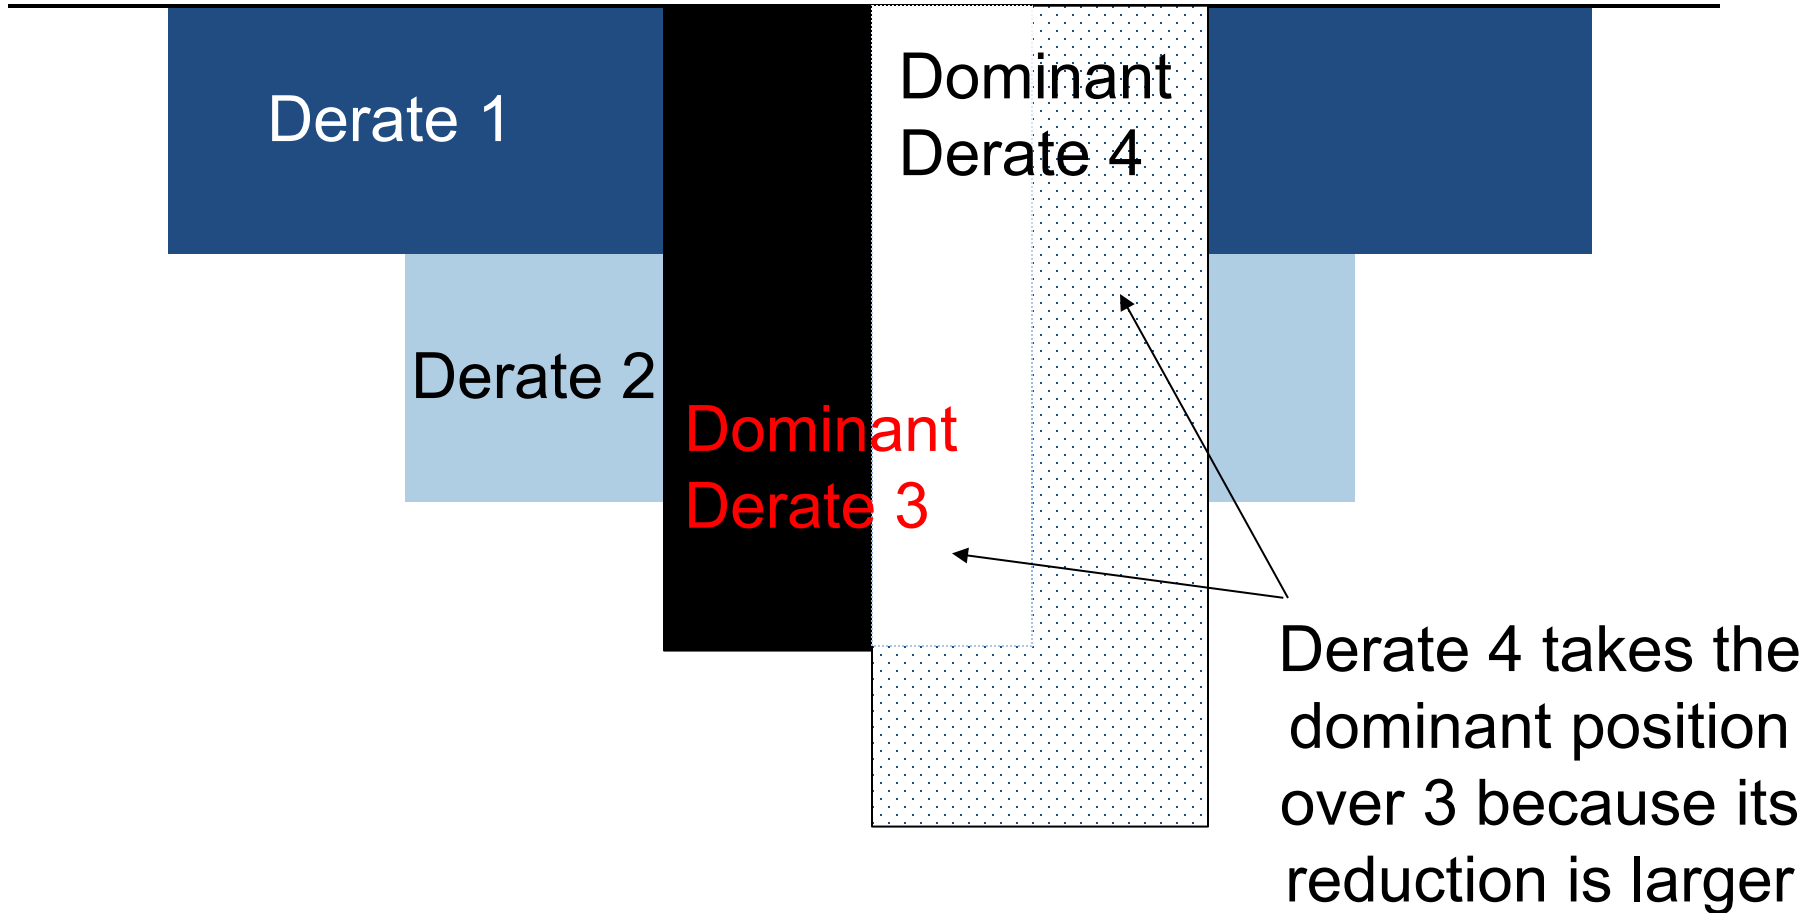 Derate 1
Dominant
Derate 4
Derate 2
Dominant
Derate 3
Derate 4 takes the
dominant position
over 3 because its
reduction is larger